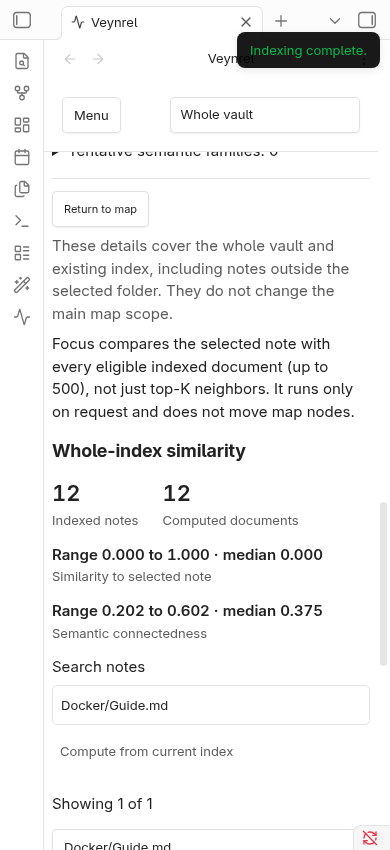 Veynrel
Indexing complete.
Menu
Whole vault
Tentative semantic families: 0
Return to map
These details cover the whole vault and
existing index, including notes outside the
selected folder. They do not change the
main map scope.
Focus compares the selected note with
every eligible indexed document (up to
500), not just top-K neighbors. It runs only
on request and does not move map nodes.
Whole-index similarity
12 12
Indexed notes Computed documents
Range 0.000 to 1.000 · median 0.000
Similarity to selected note
Range 0.202 to 0.602 · median 0.375
Semantic connectedness
Search notes
Docker/Guide.md
Compute from current index
Showing 1 of 1
Docker/Guide.md